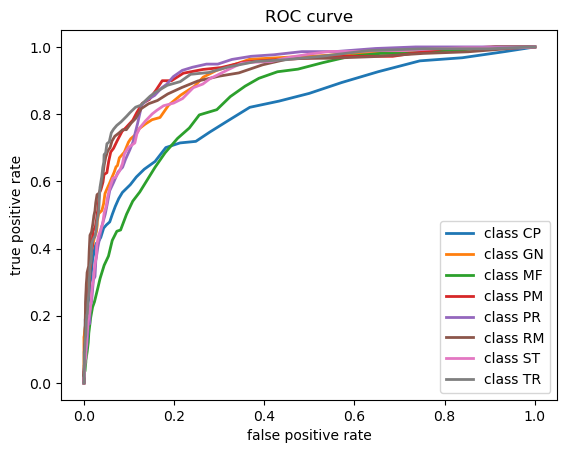 ROC curve
true positive rate
1.0
0.8
0.6
0.4
0.2
0.0
class CP
class GN
class MF
class PM
class PR
class RM
class ST
class TR
0.0 0.2 0.4 0.6 0.8 1.0
false positive rate